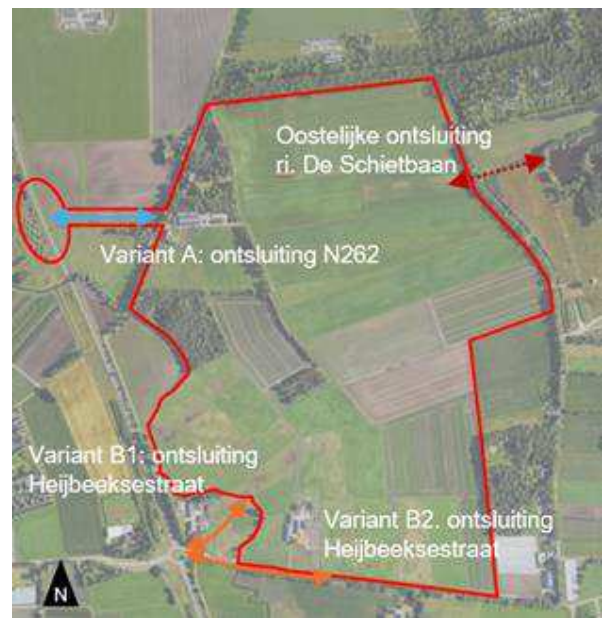 Oostelijke ontsluiting
ri. De Schietbaan
Variant A: ontsluiting N262
Variant B1: ontsluiting
Heijbeeksestraat
Variant B2. ontsluiting
Heijbeeksestraat
N